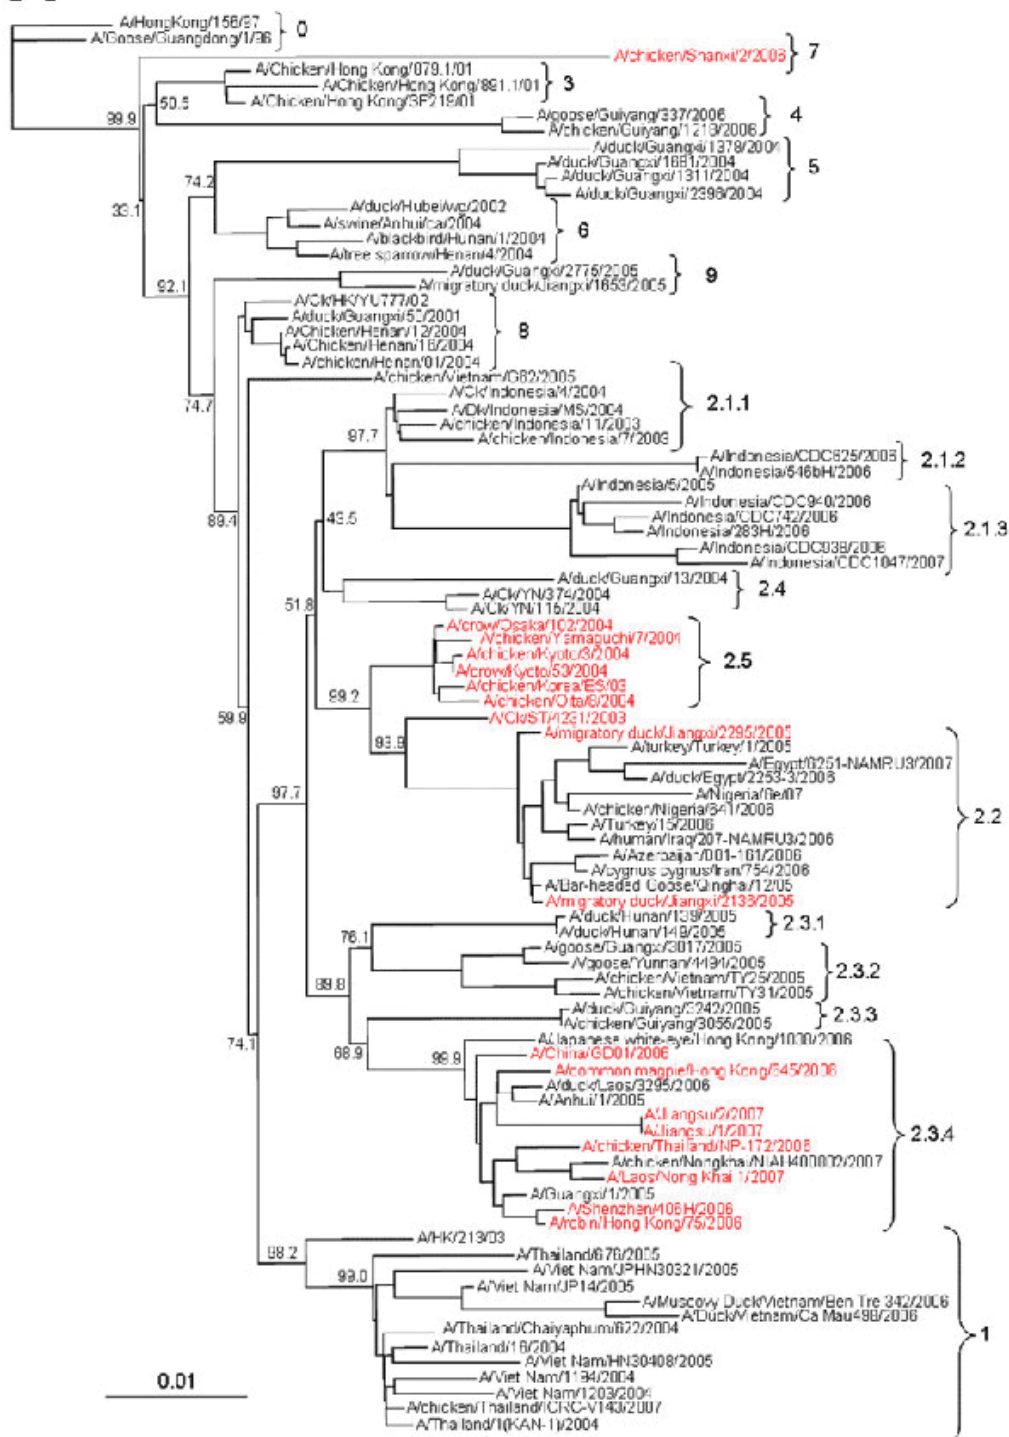 A/HongKong/156/97
A/Goose/Guangdong/1/96
0
A/chicken/Shanxi/2/2006
7
A/Chicken/Hong Kong/879.1/01
A/Chicken/Hong Kong/891.1/01
3
50.5
A/Chicken/Hong Kong/SF219/01
99.9
A/goose/Guiyang/337/2006
4
A/chicken/Guiyang/1218/2006
A/duck/Guangxi/1378/2004
A/duck/Guangxi/1681/2004
5
74.2
A/duck/Guangxi/1311/2004
A/duck/Guangxi/2396/2004
33.1
A/duck/Hubei/wg/2002
A/swine/Anhui/ca/2004
6
A/blackbird/Hunan/1/2004
A/tree sparrow/Henan/4/2004
A/duck/Guangxi/2775/2005
9
92.1
A/migratory duck/Jiangxi/1653/2005
A/Ck/HK/YU777/02
A/duck/Guangxi/50/2001
A/Chicken/Henan/12/2004
8
A/Chicken/Henan/16/2004
A/chicken/Henan/01/2004
A/chicken/Vietnam/G62/2005
74.7
A/Ck/Indonesia/4/2004
2.1.1
A/Dk/Indonesia/MS/2004
A/chicken/Indonesia/11/2003
97.7
A/chicken/Indonesia/7/2003
A/Indonesia/CDC625/2006
2.1.2
A/Indonesia/546bH/2006
A/Indonesia/5/2005
A/Indonesia/CDC940/2006
89.4
43.5
A/Indonesia/CDC742/2006
A/Indonesia/283H/2006
2.1.3
A/Indonesia/CDC938/2006
A/Indonesia/CDC1047/2007
A/duck/Guangxi/13/2004
2.4
A/Ck/YN/374/2004
51.8
A/Ck/YN/115/2004
A/crow/Osaka/102/2004
A/chicken/Yamaguchi/7/2004
A/chicken/Kyoto/3/2004
2.5
A/crow/Kyoto/53/2004
A/chicken/Korea/ES/03
99.2
A/chicken/Oita/8/2004
59.9
A/Ck/ST/4231/2003
A/migratory duck/Jiangxi/2295/2005
93.8
A/turkey/Turkey/1/2005
A/Egypt/6251-NAMRU3/2007
A/duck/Egypt/2253-3/2006
97.7
A/Nigeria/6e/07
A/chicken/Nigeria/641/2006
2.2
A/Turkey/15/2006
A/human/Iraq/207-NAMRU3/2006
A/Azerbaijan/001-161/2006
A/cygnus cygnus/Iran/754/2006
A/Bar-headed Goose/Qinghai/12/05
A/migratory duck/Jiangxi/2136/2005
A/duck/Hunan/139/2005
2.3.1
76.1
A/duck/Hunan/149/2005
A/goose/Guangxi/3017/2005
A/goose/Yunnan/4494/2005
2.3.2
A/chicken/Vietnam/TY25/2005
89.8
A/chicken/Vietnam/TY31/2005
A/duck/Guiyang/3242/2005
2.3.3
A/chicken/Guiyang/3055/2005
74.1
A/Japanese white-eye/Hong Kong/1038/2006
68.9
99.9
A/China/GD01/2006
A/common magpie/Hong Kong/645/2006
A/duck/Laos/3295/2006
A/Anhui/1/2005
A/Jiangsu/2/2007
A/Jiangsu/1/2007
2.3.4
A/chicken/Thailand/NP-172/2006
A/chicken/Nongkhai/NIAH400802/2007
A/Laos/Nong Khai 1/2007
A/Guangxi/1/2005
A/Shenzhen/406H/2006
A/robin/Hong Kong/75/2006
A/HK/213/03
88.2
A/Thailand/676/2005
A/Viet Nam/JPHN30321/2005
99.0
A/Viet Nam/JP14/2005
A/Muscovy Duck/Vietnam/Ben Tre 342/2006
A/Duck/Vietnam/Ca Mau498/2006
A/Thailand/Chaiyaphum/622/2004
1
A/Thailand/16/2004
A/Viet Nam/HN30408/2005
A/Viet Nam/1194/2004
0.01
A/Viet Nam/1203/2004
A/chicken/Thailand/ICRC-V143/2007
A/Thailand/1(KAN-1)/2004